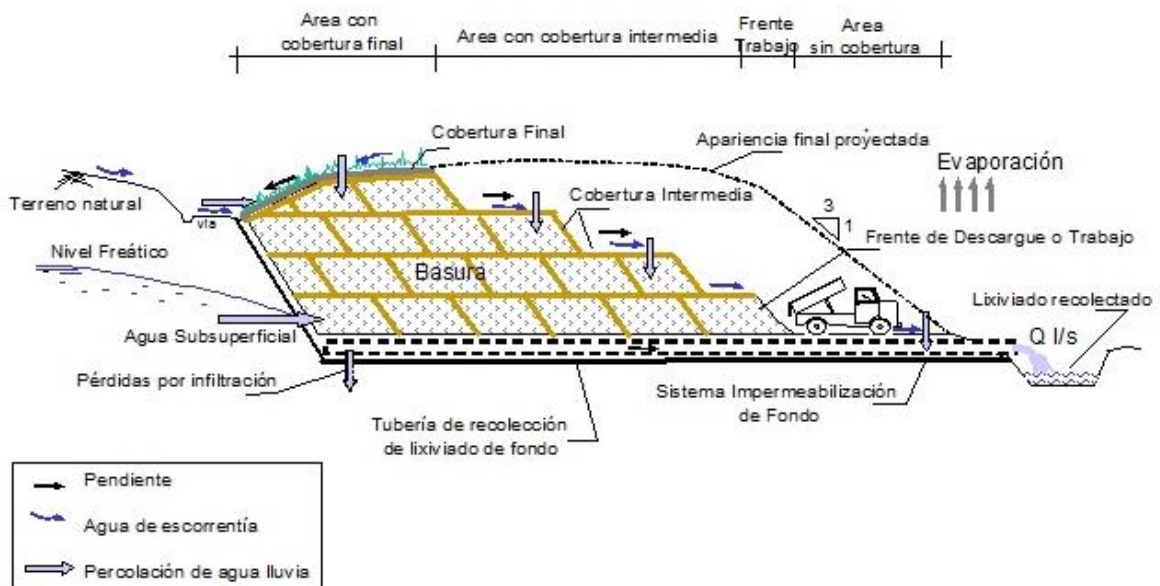 Area con
cobertura final
Area con cobertura intermedia
Frente
Trabajo
Area
sin cobertura
Cobertura Final
Apariencia final proyectada
Evaporación
Terreno natural
vía
Cobertura Intermedia
3
1
Frente de Descargue o Trabajo
Nivel Freático
Basura
Lixiviado recolectado
Agua Subsuperficial
Q l/s
Pérdidas por infiltración
Sistema Impermeabilización
de Fondo
Tubería de recolección
de lixiviado de fondo
Pendiente
Agua de escorrentía
Percolación de agua lluvia